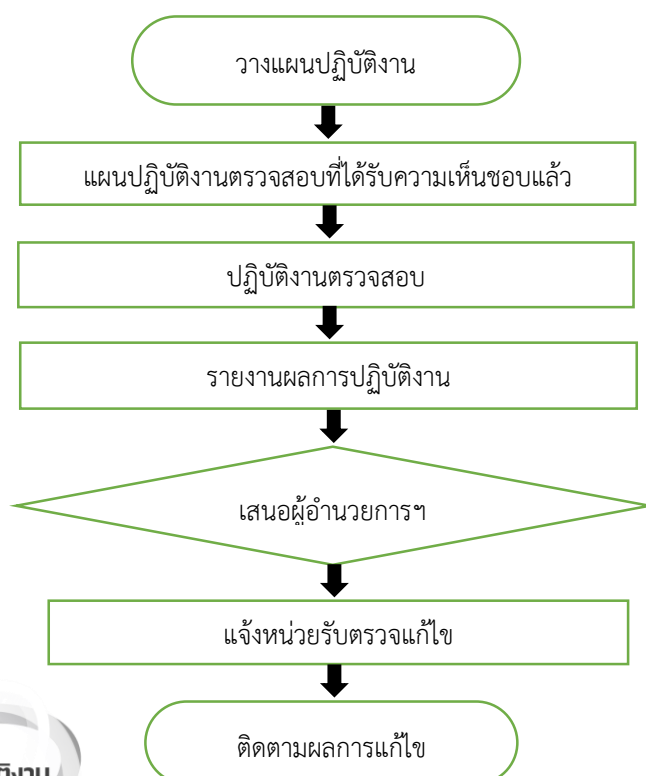 วางแผนปฏิบัติงาน
แผนปฏิบัติงานตรวจสอบที่ได้รับความเห็นชอบแล้ว
ปฏิบัติงานตรวจสอบ
รายงานผลการปฏิบัติงาน
เสนอผู้อำนวยการฯ
แจ้งหน่วยรับตรวจแก้ไข
ติดตามผลการแก้ไข